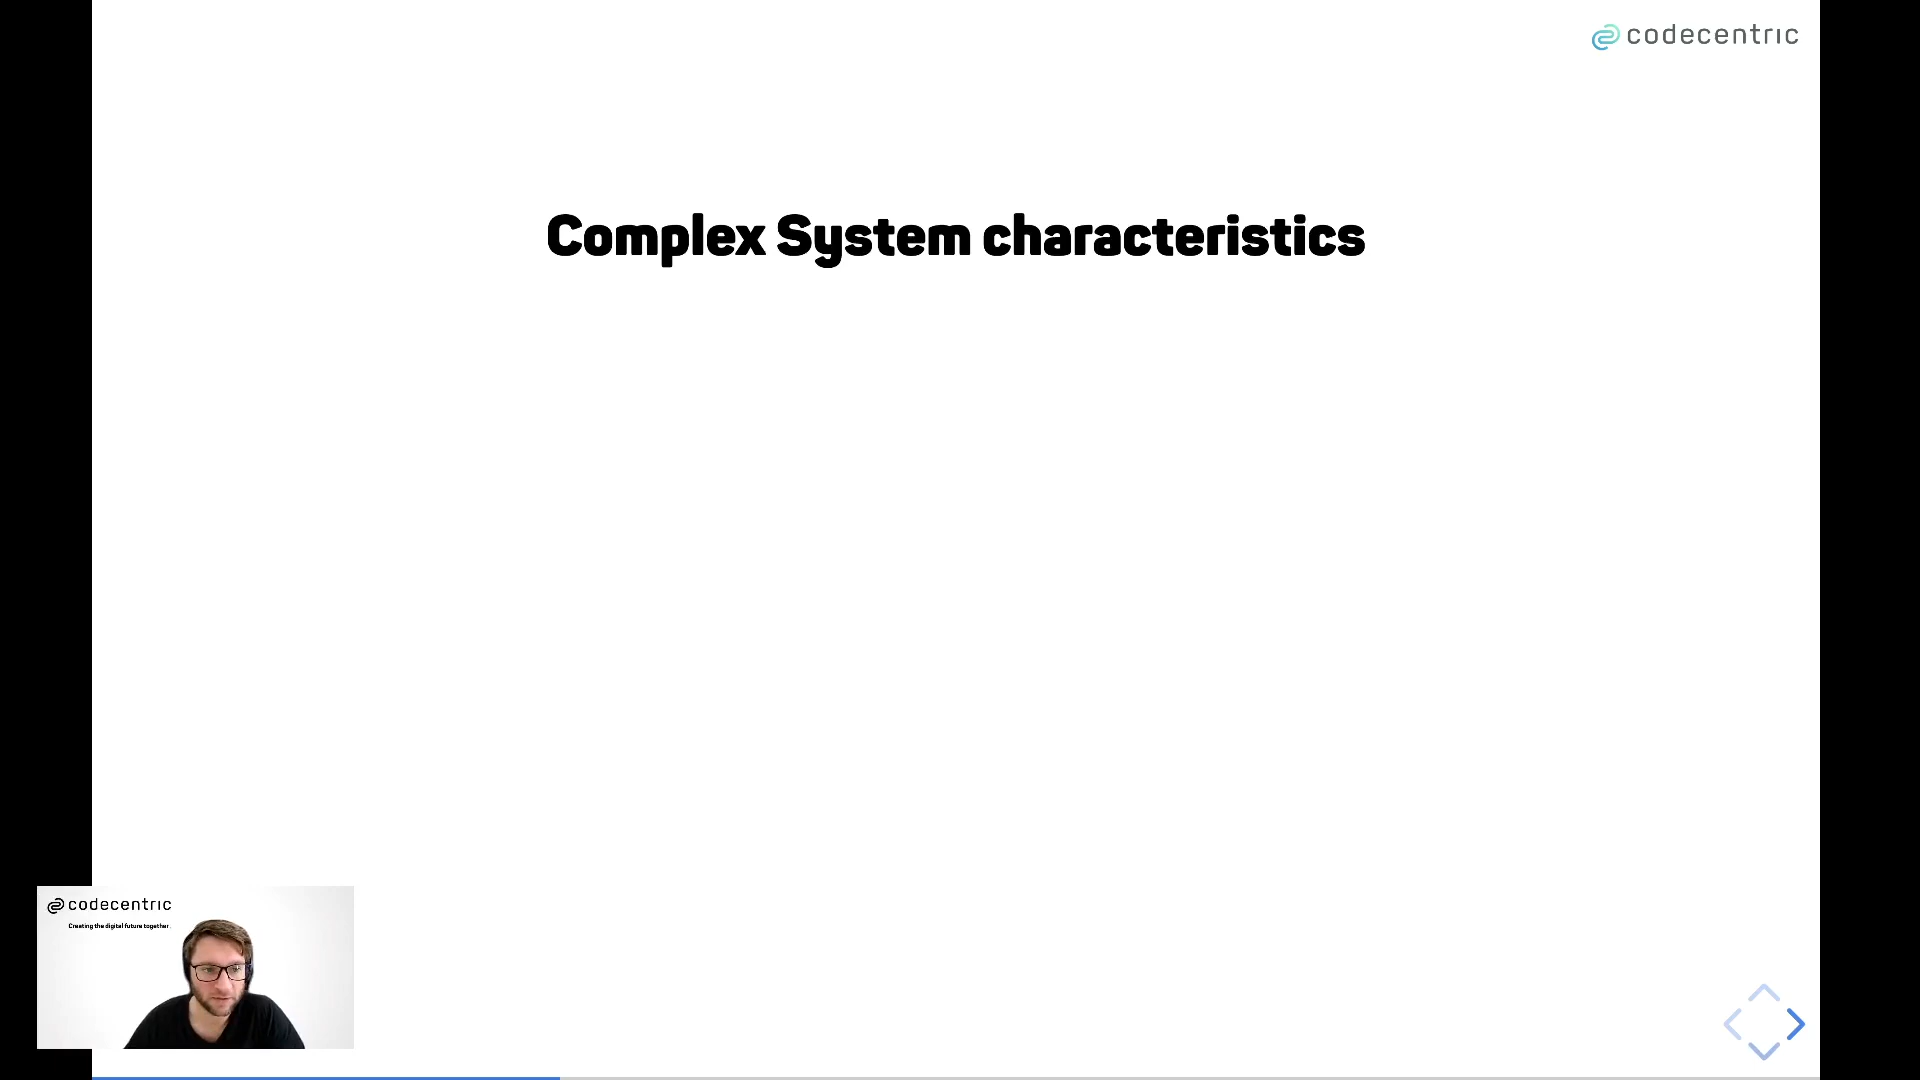 codecentric
Complex System characteristics
codecentric
Creating the digital future together.